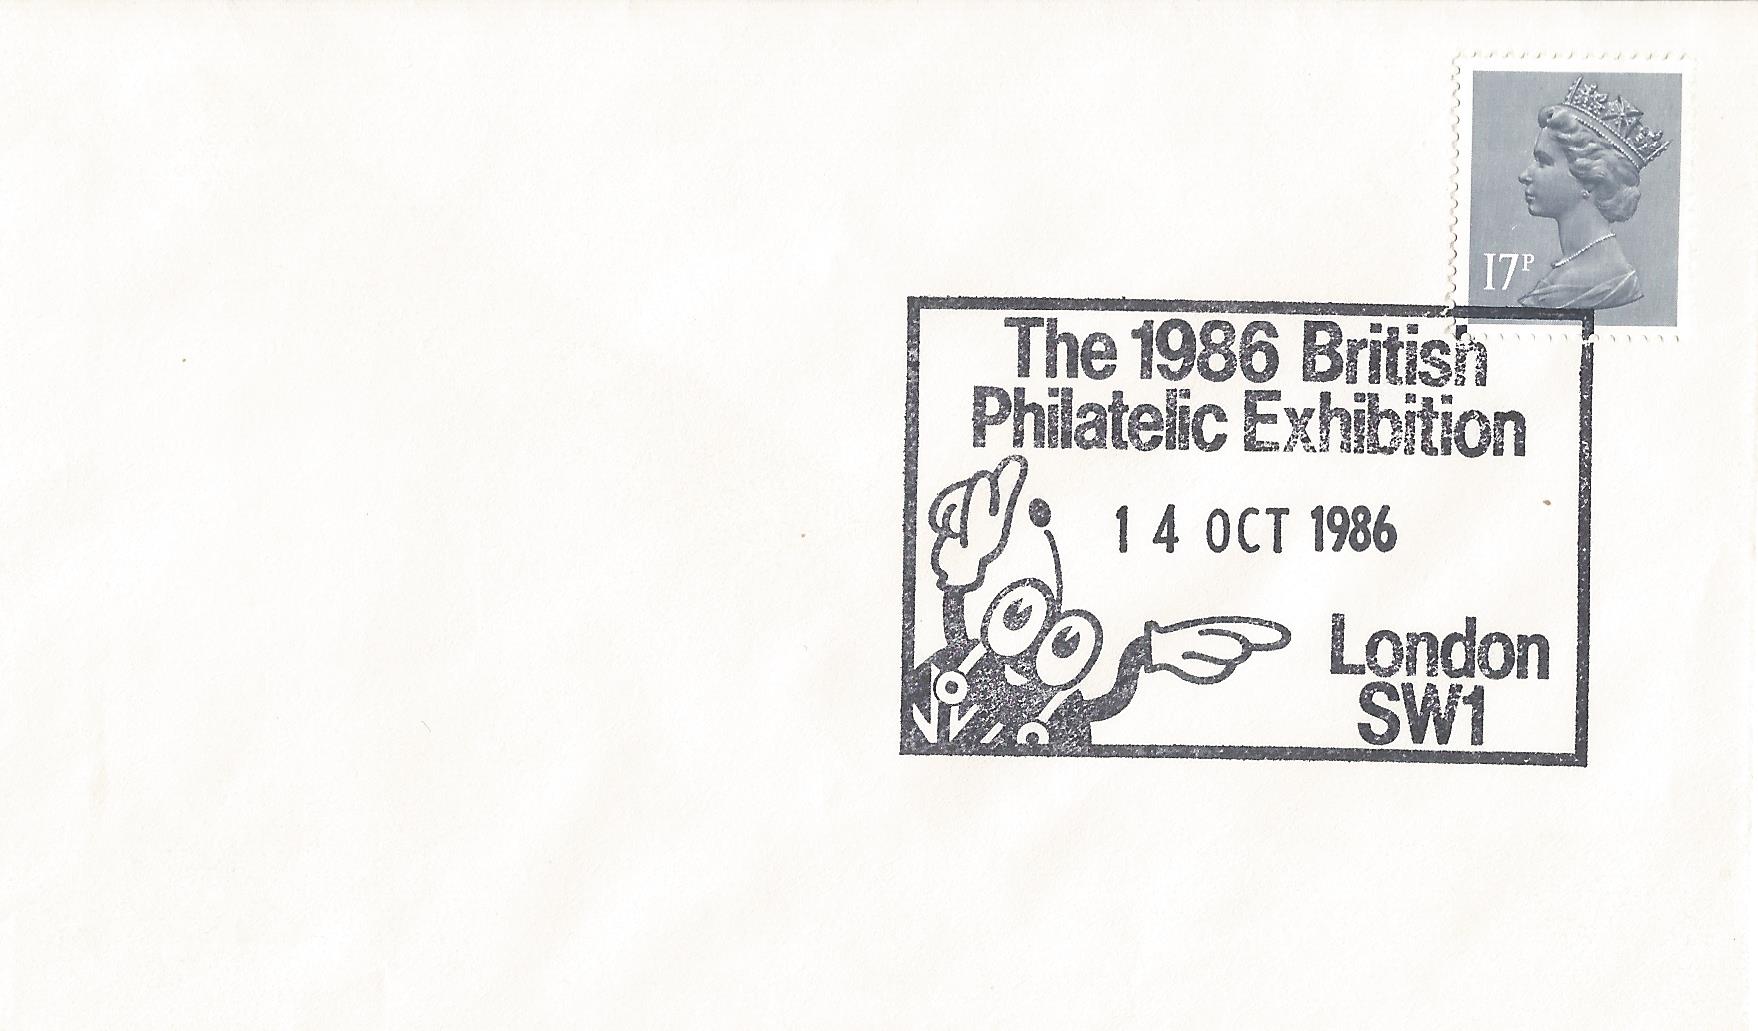 17P
The 1986 British
Philatelic Exhibition
14 OCT 1986
London
SW1